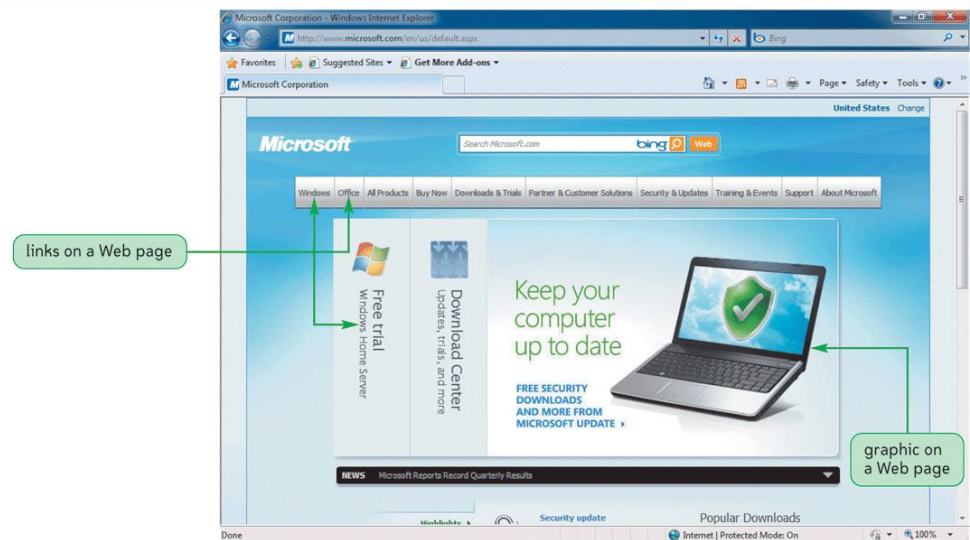 Microsoft Corporation - Windows Internet Explorer
http://www.microsoft.com/en/us/default.aspx
Bing
Favorites Suggested Sites Get More Add-ons
Microsoft Corporation
Page Safety Tools
United States Change
Microsoft
Search Microsoft.com bing Web
Windows Office All Products Buy Now Downloads & Trials Partner & Customer Solutions Security & Updates Training & Events Support About Microsoft
links on a Web page
Free trial
Windows Home Server
Download Center
Updates, trials, and more
Keep your
computer
up to date
FREE SECURITY
DOWNLOADS
AND MORE FROM
MICROSOFT UPDATE
graphic on
a Web page
NEWS Microsoft Reports Record Quarterly Results
Highlights Security update Popular Downloads
Done Internet | Protected Mode: On 100%